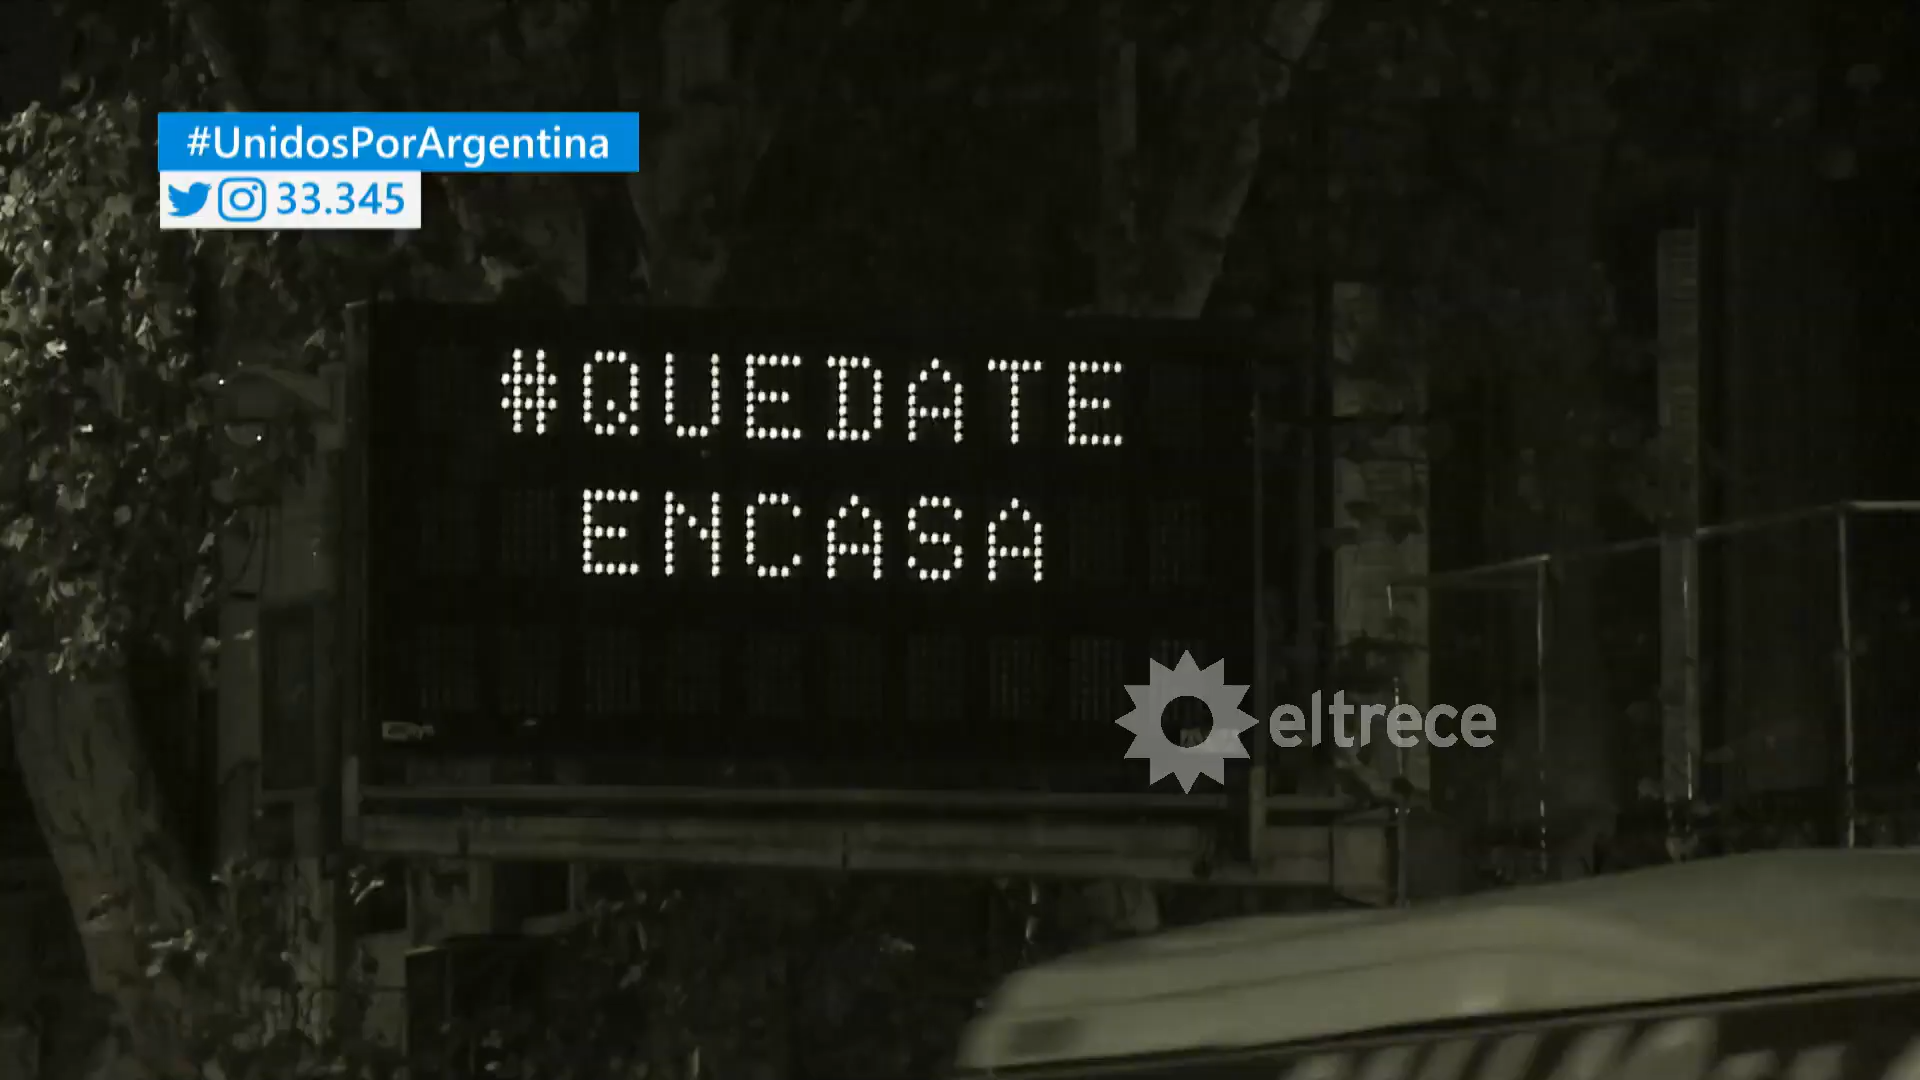 #UnidosPorArgentina
33.345
#QUEDATE
ENCASA
eltrece